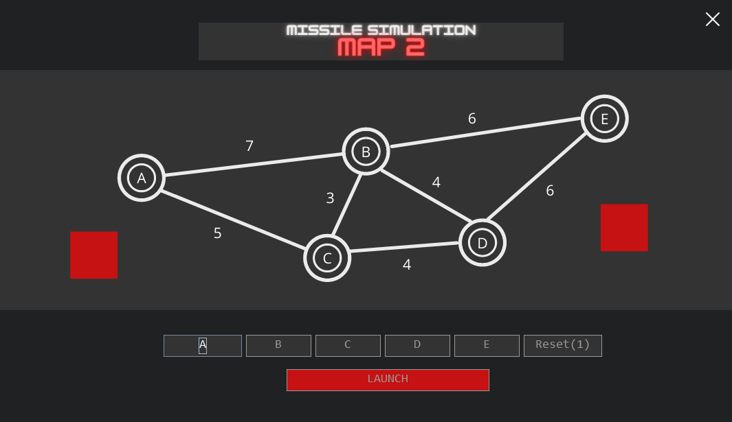 MISSILE SIMULATION
MAP 2
E
6
7
B
A
4
6
3
5
D
C
4
A B C D E Reset(1)
LAUNCH